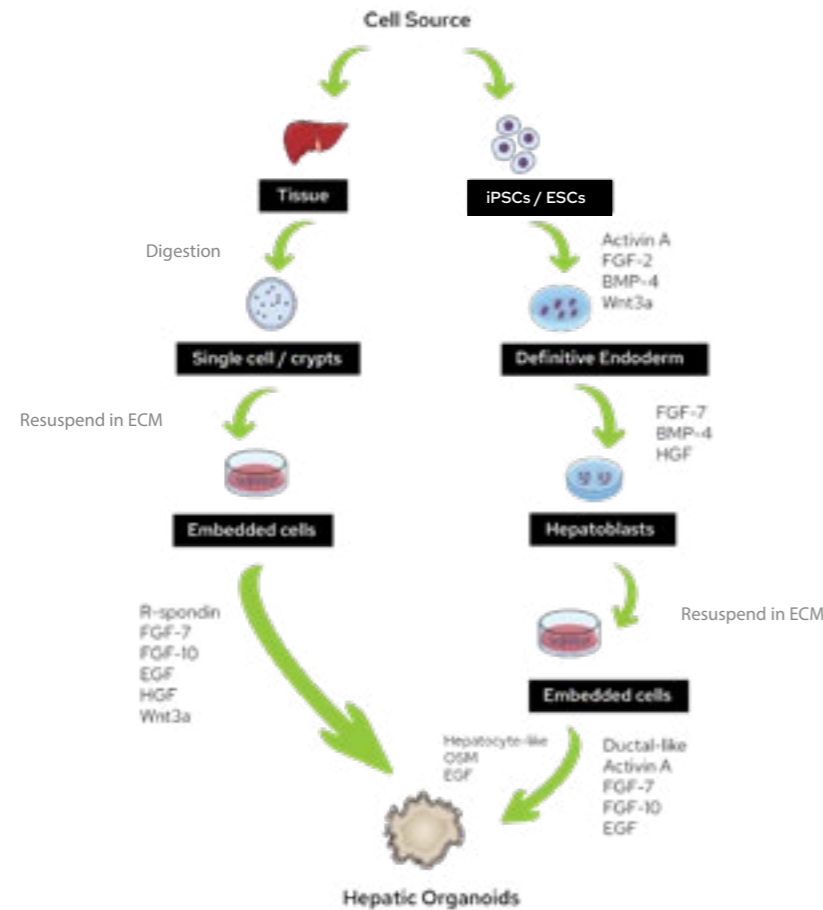 Cell Source
Tissue
iPSCs / ESCs
Digestion
Activin A
FGF-2
BMP-4
Wnt3a
Single cell / crypts
Definitive Endoderm
Resuspend in ECM
FGF-7
BMP-4
HGF
Embedded cells
Hepatoblasts
R-spondin
FGF-7
FGF-10
EGF
HGF
Wnt3a
Resuspend in ECM
Embedded cells
Hepatocyte-like
OSM
EGF
Ductal-like
Activin A
FGF-7
FGF-10
EGF
Hepatic Organoids